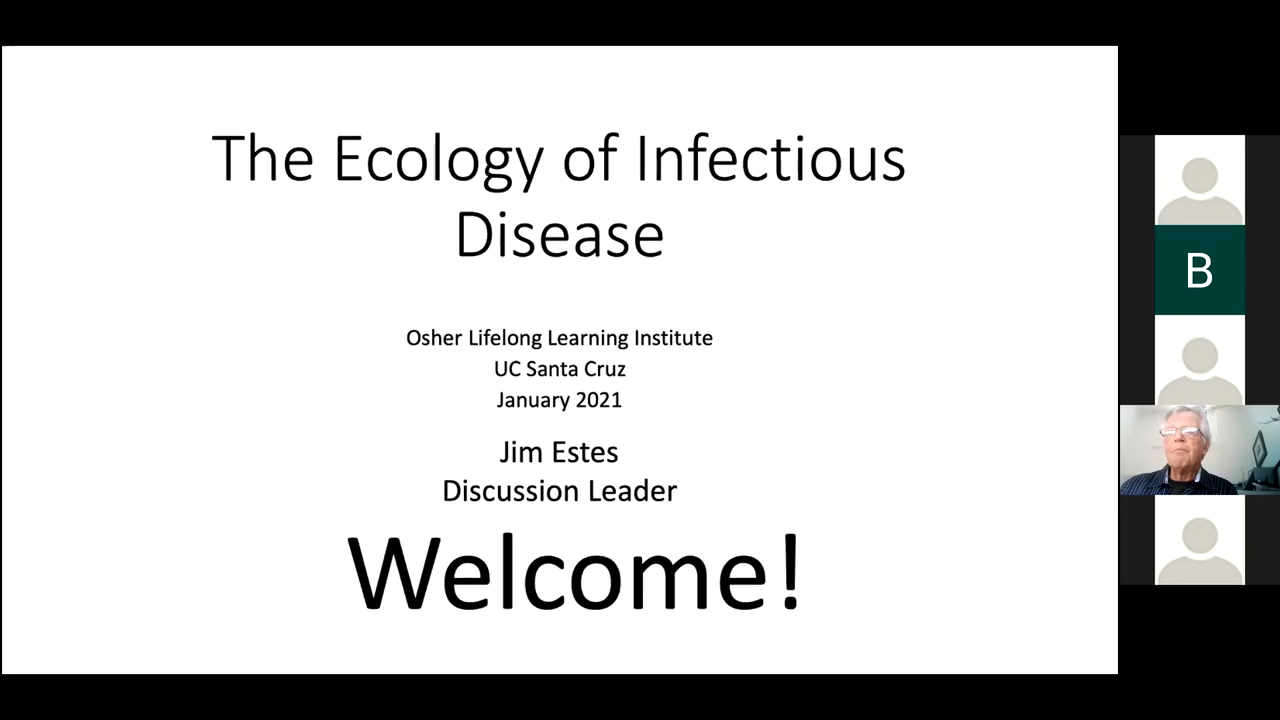 The Ecology of Infectious
Disease
Osher Lifelong Learning Institute
UC Santa Cruz
January 2021
Jim Estes
Discussion Leader
Welcome!
B